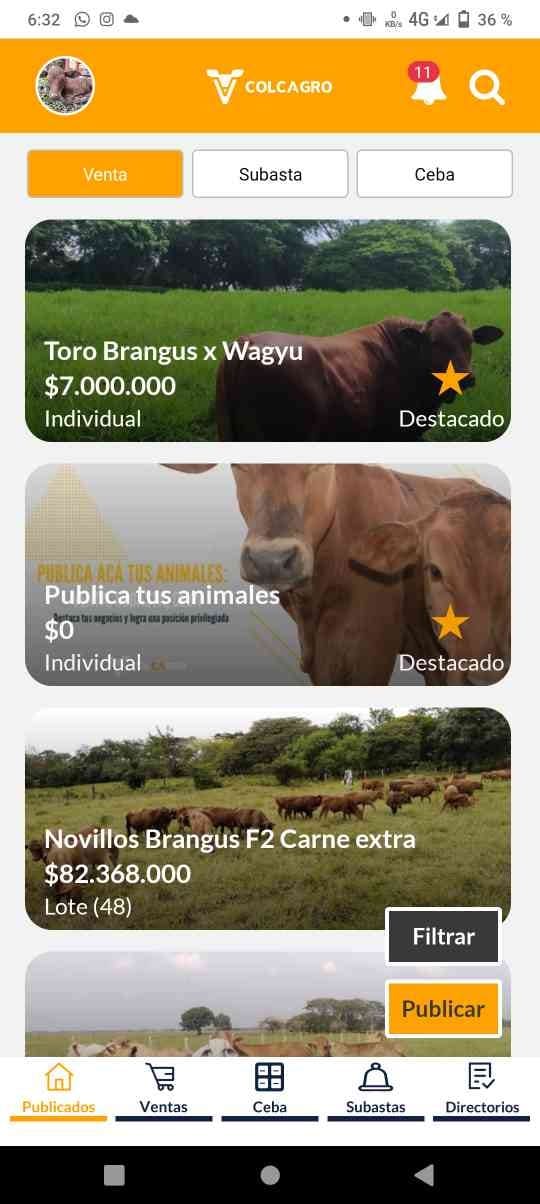 6:32
0
KB/s
4G
36 %
11
COLCAGRO
Venta
Subasta
Ceba
Toro Brangus x Wagyu
$7.000.000
Individual
Destacado
PUBLICA ACÁ TUS ANIMALES:
Publica tus animales
Destaca tus negocios y logra una posición privilegiada
$0
Individual
Destacado
Novillos Brangus F2 Carne extra
$82.368.000
Lote (48)
Filtrar
Publicar
Publicados
Ventas
Ceba
Subastas
Directorios